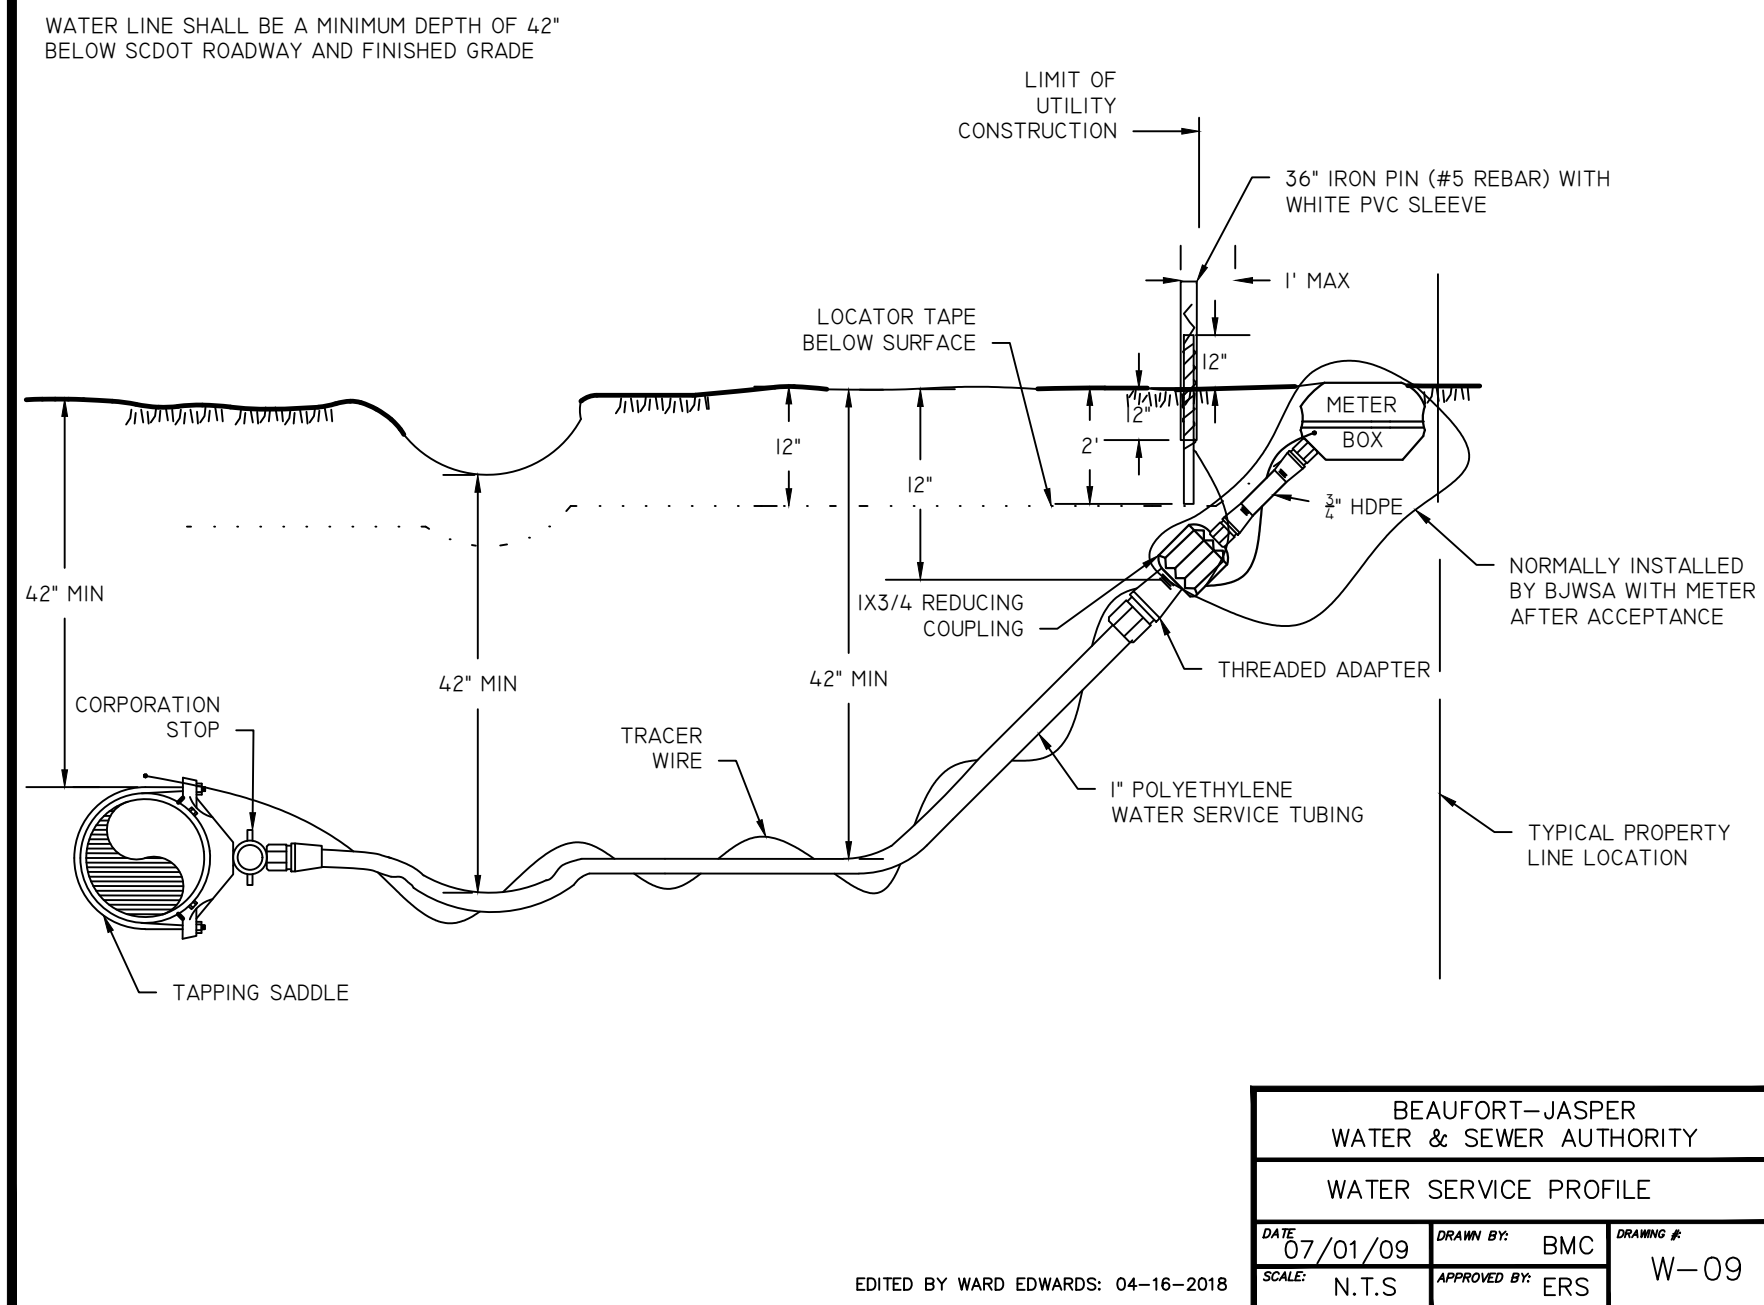 WATER LINE SHALL BE A MINIMUM DEPTH OF 42"
BELOW SCDOT ROADWAY AND FINISHED GRADE
LIMIT OF
UTILITY
CONSTRUCTION
36" IRON PIN (#5 REBAR) WITH
WHITE PVC SLEEVE
1' MAX
LOCATOR TAPE
BELOW SURFACE
12"
12"
METER
BOX
12"
2'
12"
3/4" HDPE
42" MIN
1X3/4 REDUCING
COUPLING
NORMALLY INSTALLED
BY BJWSA WITH METER
AFTER ACCEPTANCE
THREADED ADAPTER
42" MIN
42" MIN
CORPORATION
STOP
TRACER
WIRE
1" POLYETHYLENE
WATER SERVICE TUBING
TYPICAL PROPERTY
LINE LOCATION
TAPPING SADDLE
BEAUFORT-JASPER
WATER & SEWER AUTHORITY
WATER SERVICE PROFILE
DATE 07/01/09
DRAWN BY: BMC
DRAWING #: W-09
SCALE: N.T.S
APPROVED BY: ERS
EDITED BY WARD EDWARDS: 04-16-2018